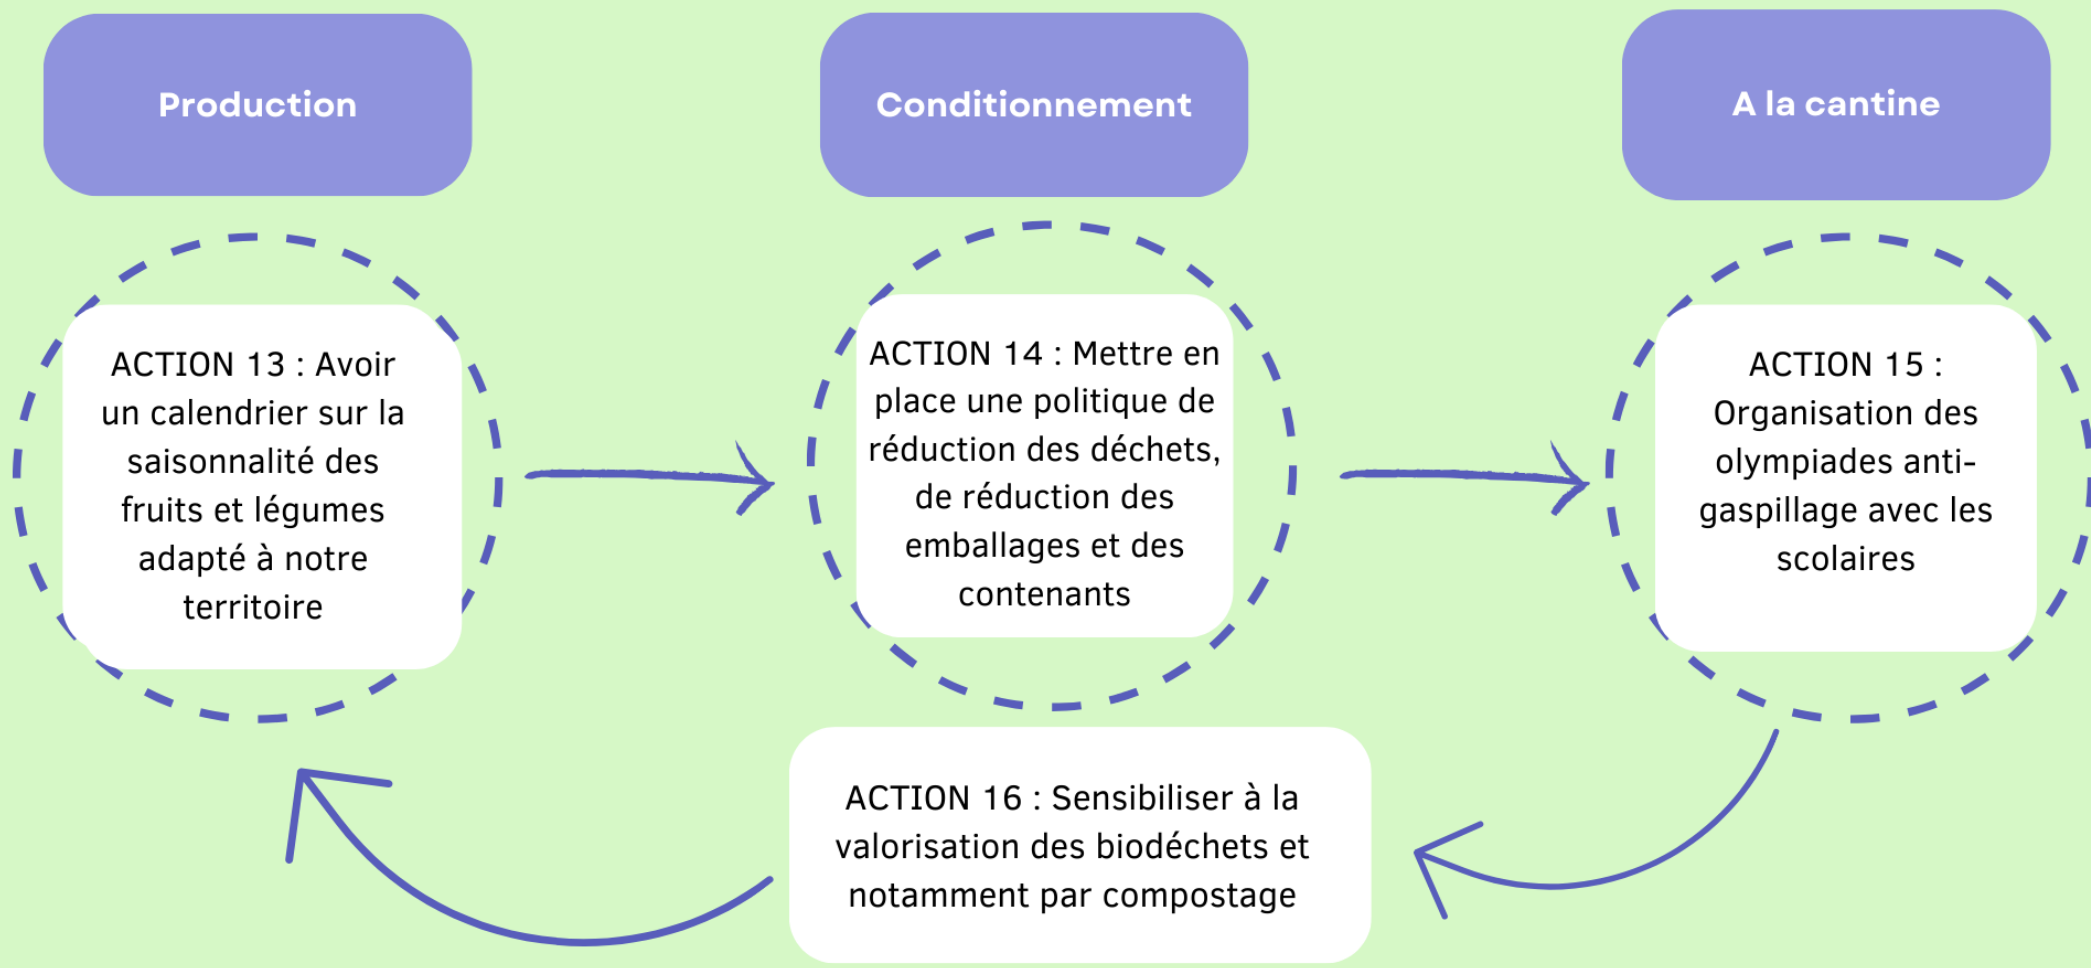 Production
Conditionnement
A la cantine
ACTION 13 : Avoir
un calendrier sur la
saisonnalité des
fruits et légumes
adapté à notre
territoire
ACTION 14 : Mettre en
place une politique de
réduction des déchets,
de réduction des
emballages et des
contenants
ACTION 15 :
Organisation des
olympiades anti-
gaspillage avec les
scolaires
ACTION 16 : Sensibiliser à la
valorisation des biodéchets et
notamment par compostage